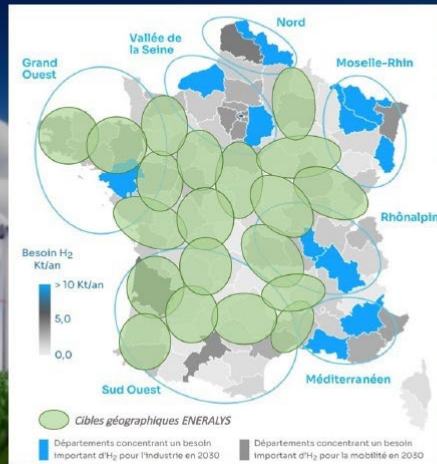 Nord
Vallée de
la Seine
Grand
Ouest
Moselle-Rhin
Rhônalpin
Besoin H₂
Kt/an
> 10 Kt/an
5,0
0,0
Sud Ouest
Méditerranéen
Cibles géographiques ENERALYS
Départements concentrant un besoin
important d'H₂ pour l'industrie en 2030
Départements concentrant un besoin
important d'H₂ pour la mobilité en 2030